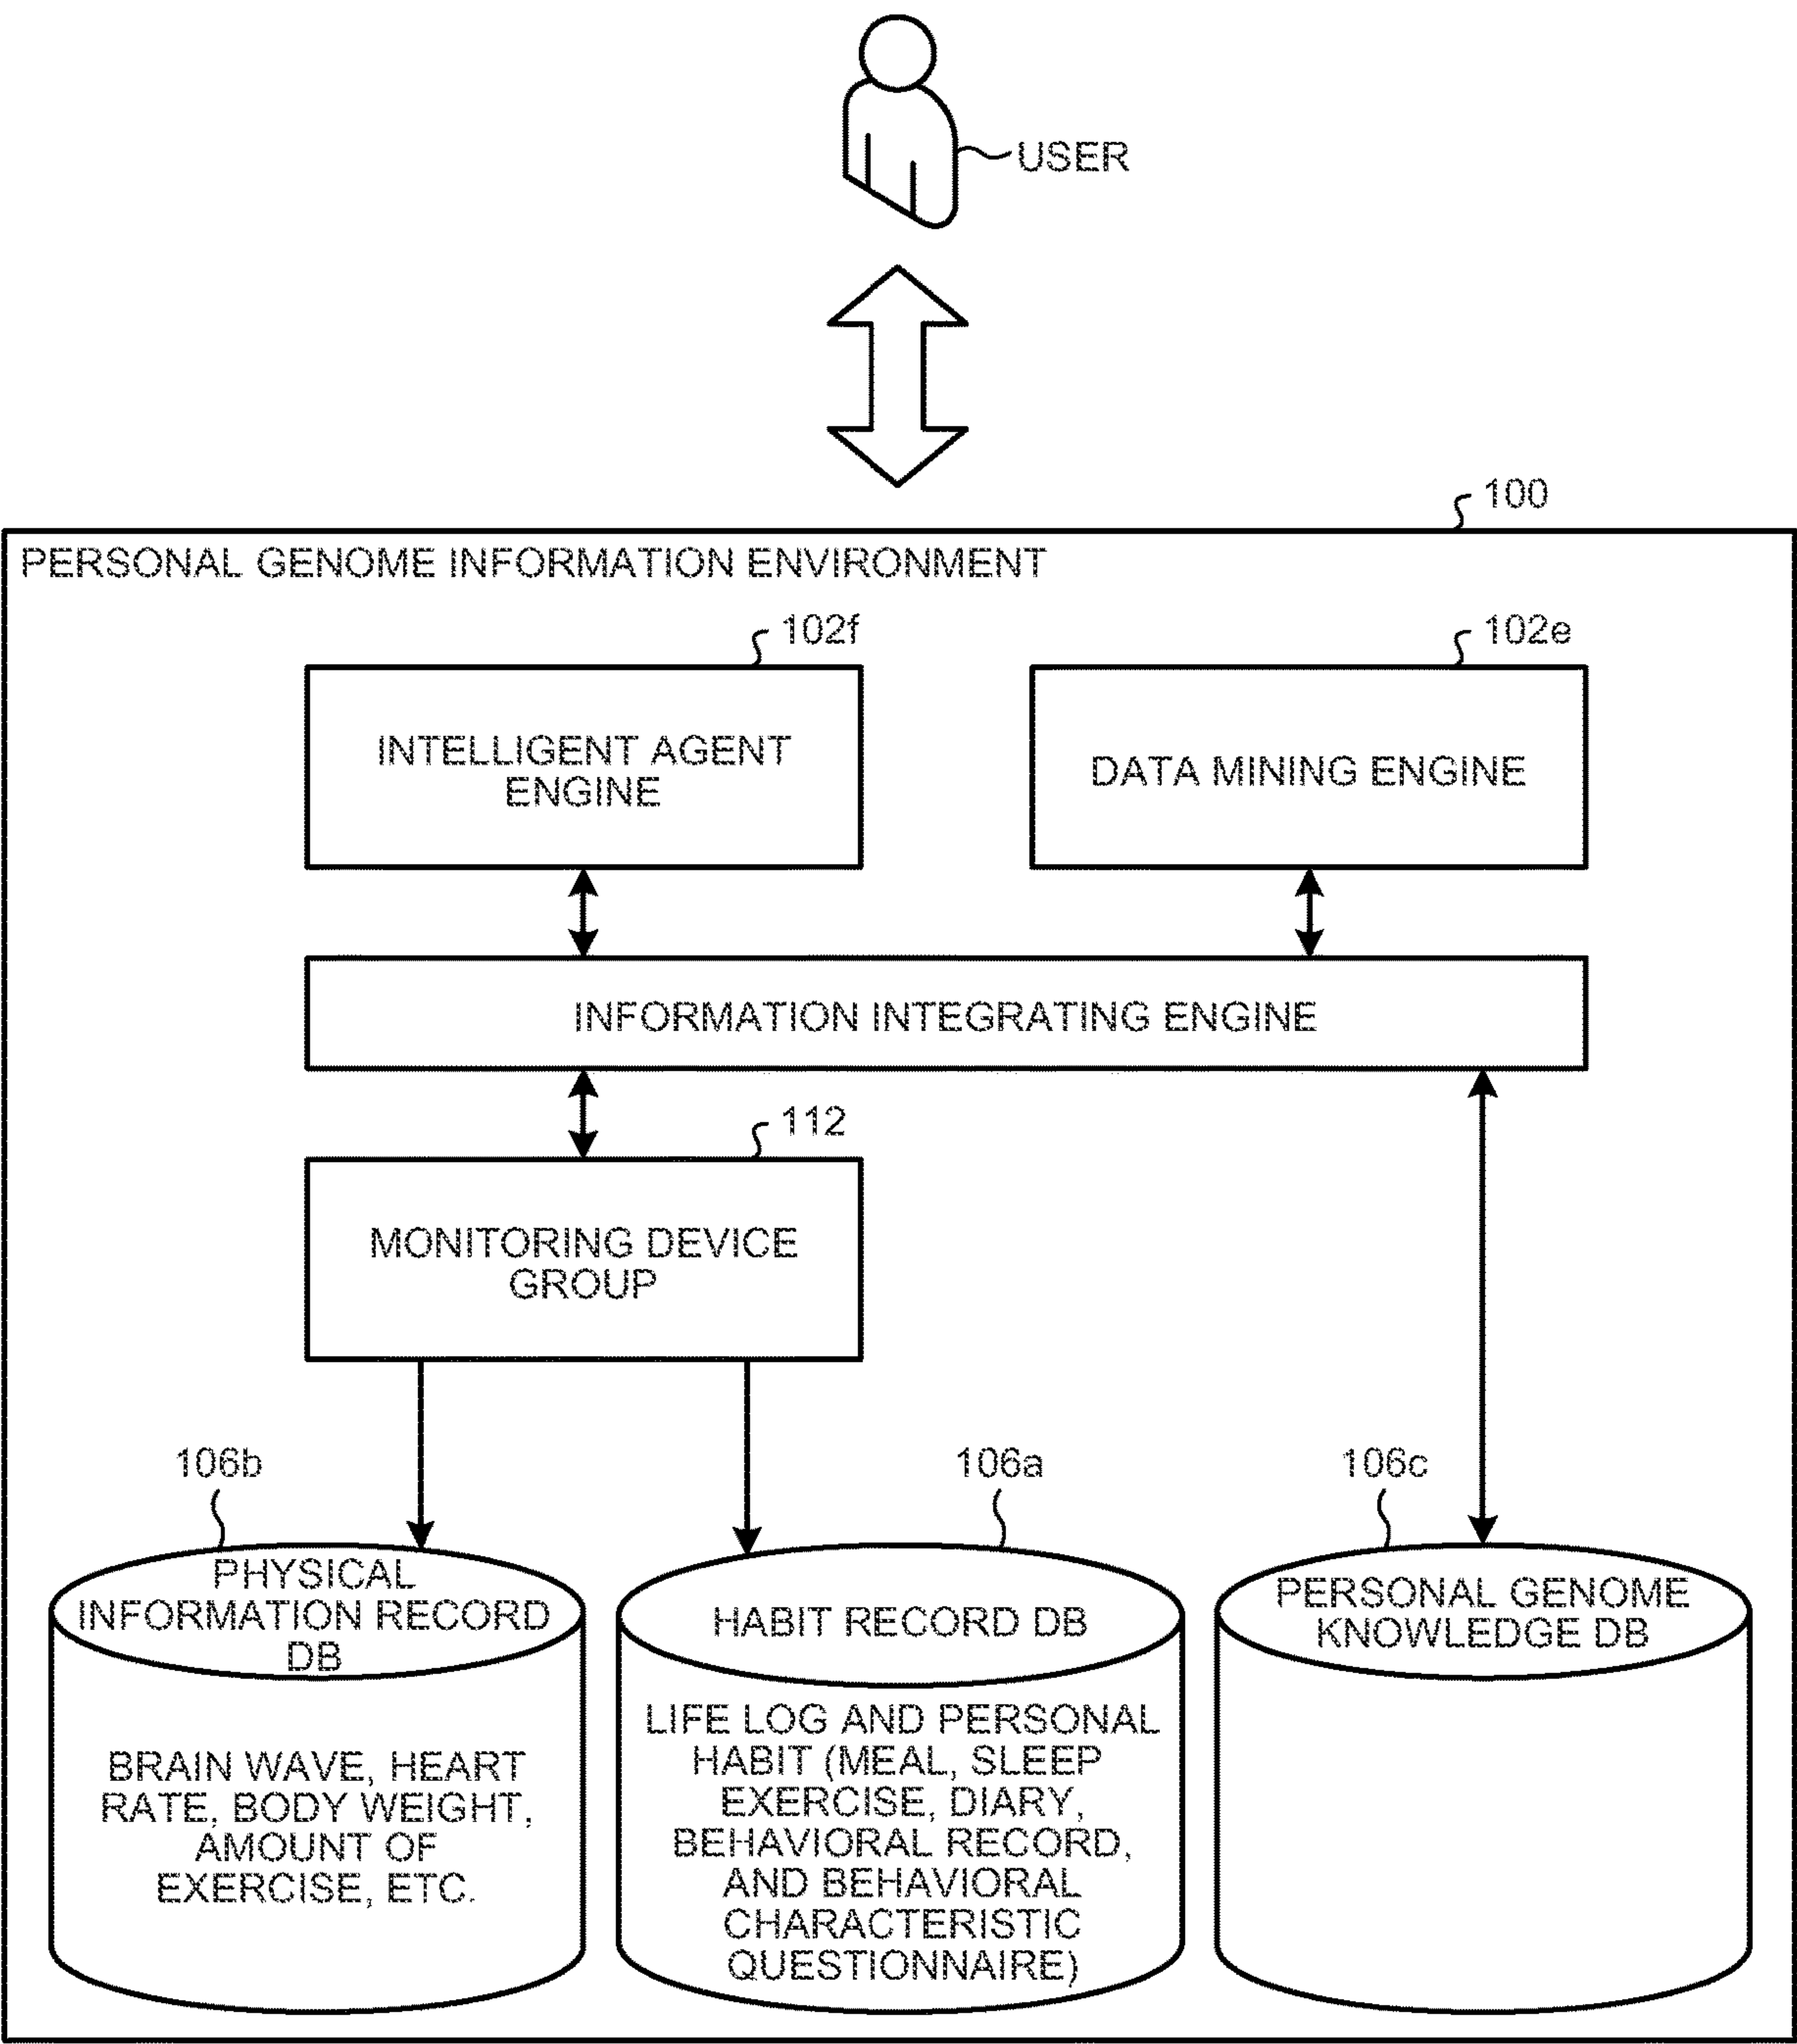 USER
100
PERSONAL GENOME INFORMATION ENVIRONMENT
102f
102e
INTELLIGENT AGENT
ENGINE
DATA MINING ENGINE
INFORMATION INTEGRATING ENGINE
112
MONITORING DEVICE
GROUP
106b
106a
106c
PHYSICAL
INFORMATION RECORD
DB
HABIT RECORD DB
PERSONAL GENOME
KNOWLEDGE DB
BRAIN WAVE, HEART
RATE, BODY WEIGHT,
AMOUNT OF
EXERCISE, ETC.
LIFE LOG AND PERSONAL
HABIT (MEAL, SLEEP
EXERCISE, DIARY,
BEHAVIORAL RECORD,
AND BEHAVIORAL
CHARACTERISTIC
QUESTIONNAIRE)